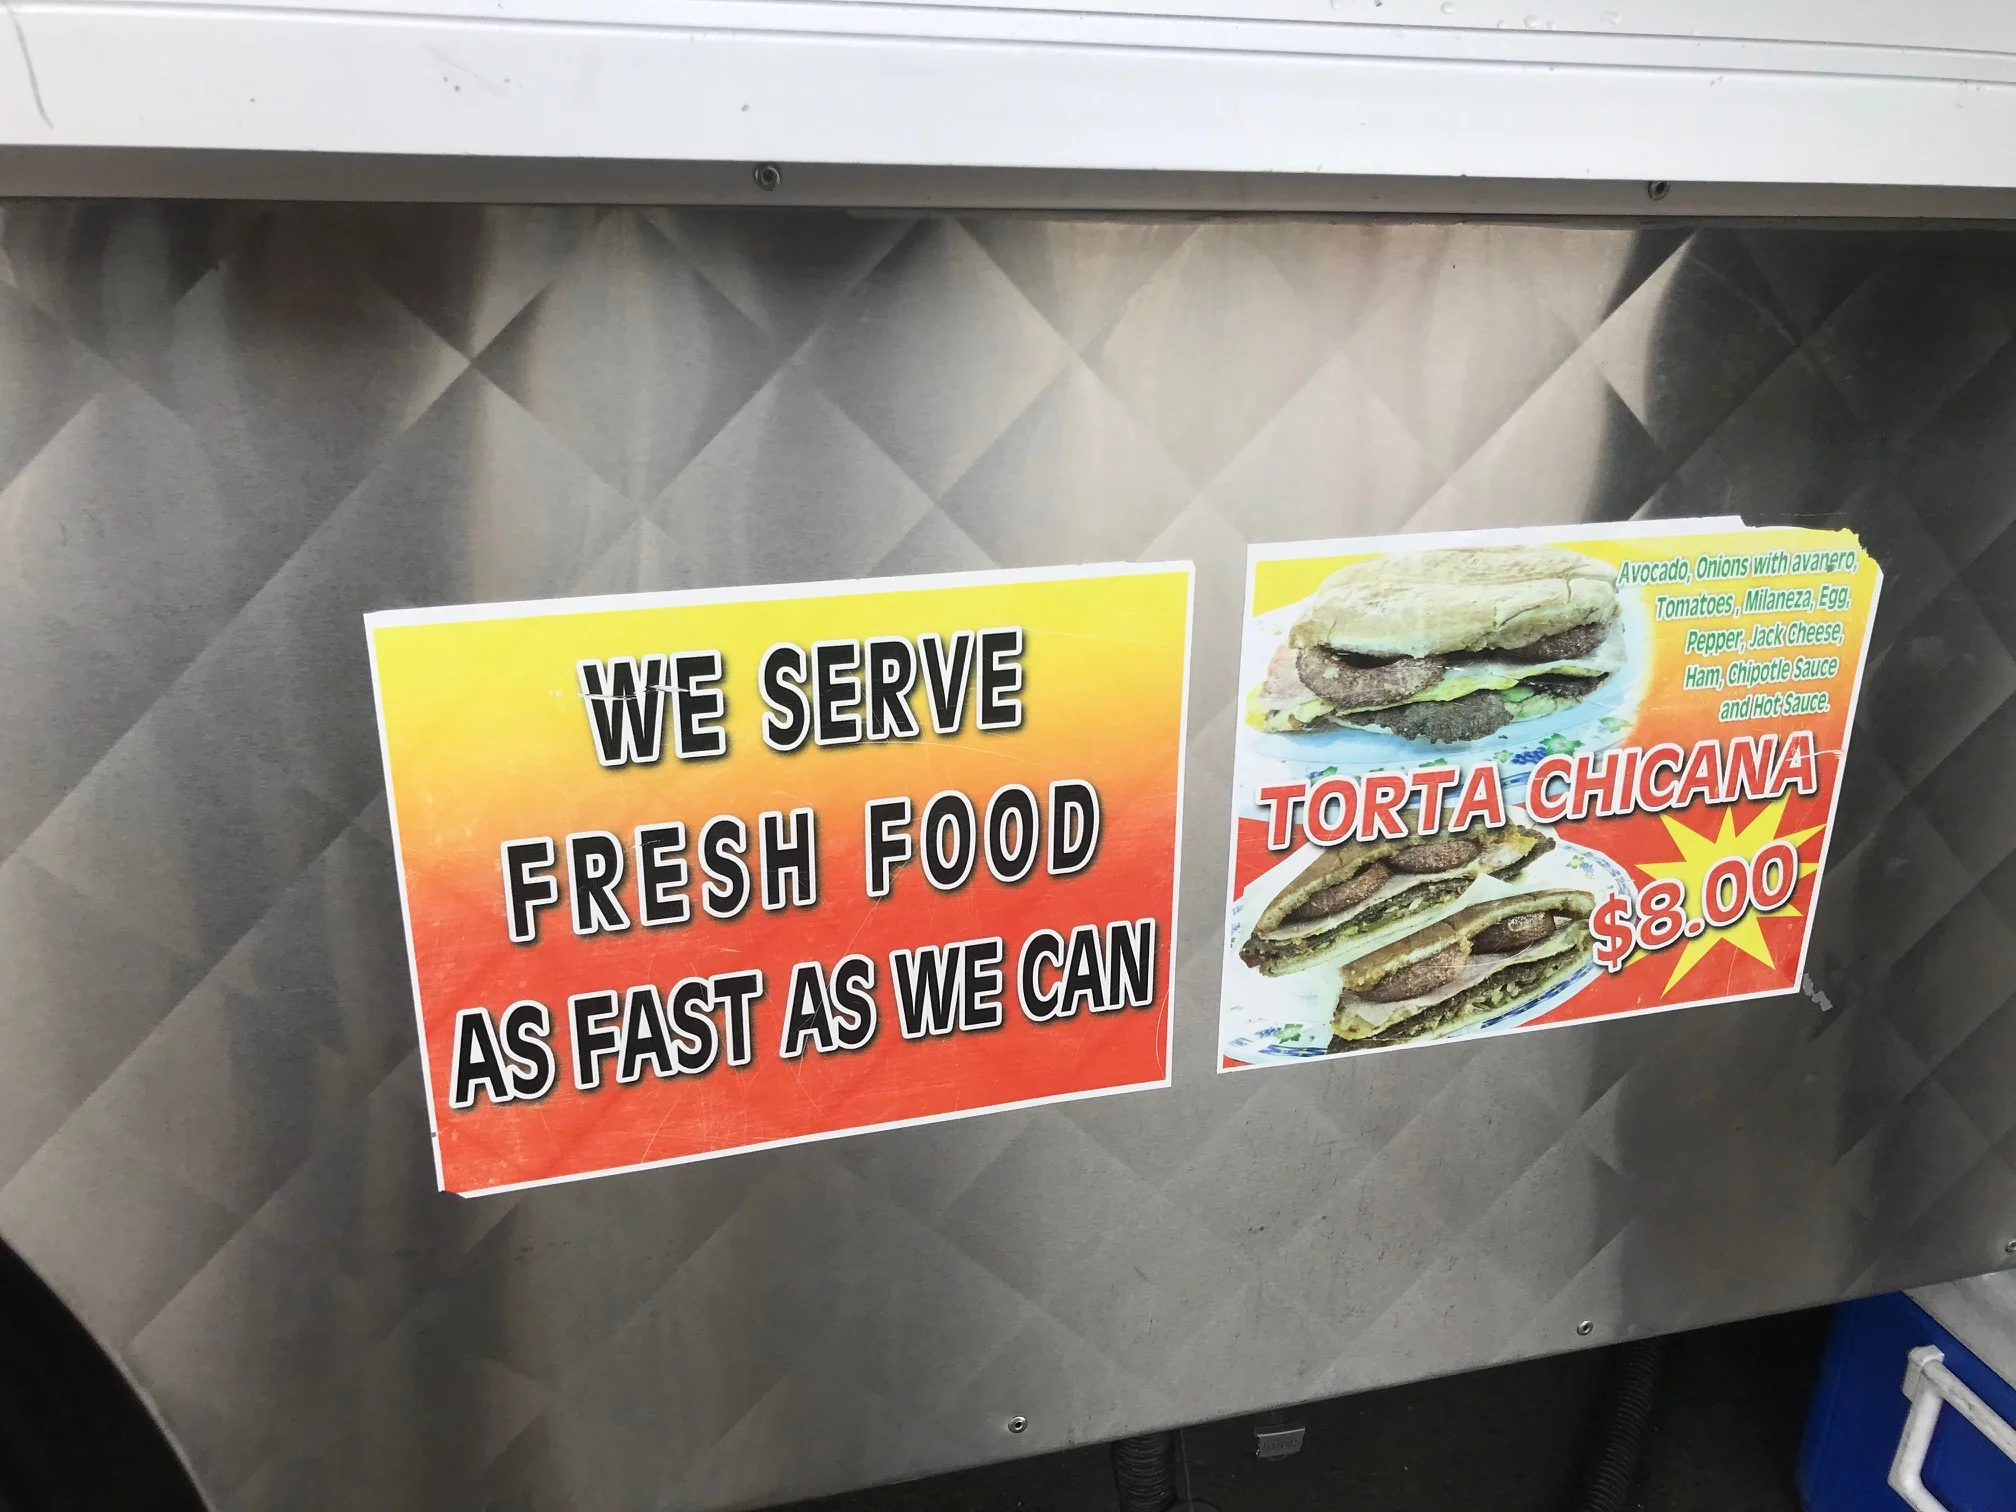 WE SERVE
FRESH FOOD
AS FAST AS WE CAN
Avocado, Onions with avanero,
Tomatoes, Milaneza, Egg,
Pepper, Jack Cheese,
Ham, Chipotle Sauce
and Hot Sauce.
TORTA CHICANA
$8.00